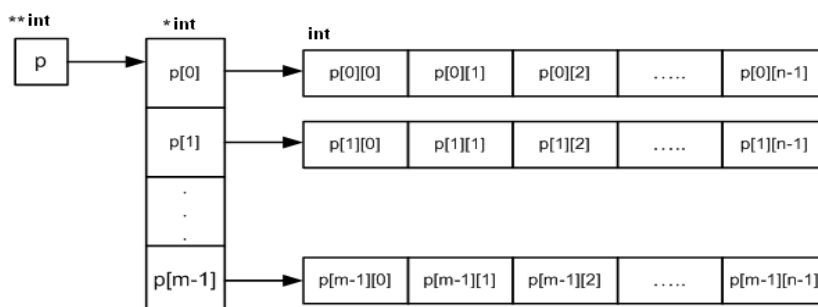 **int
*int
int
p
p[0]
p[0][0] p[0][1] p[0][2] ..... p[0][n-1]
p[1]
p[1][0] p[1][1] p[1][2] ..... p[1][n-1]
.
.
.
p[m-1]
p[m-1][0] p[m-1][1] p[m-1][2] ..... p[m-1][n-1]